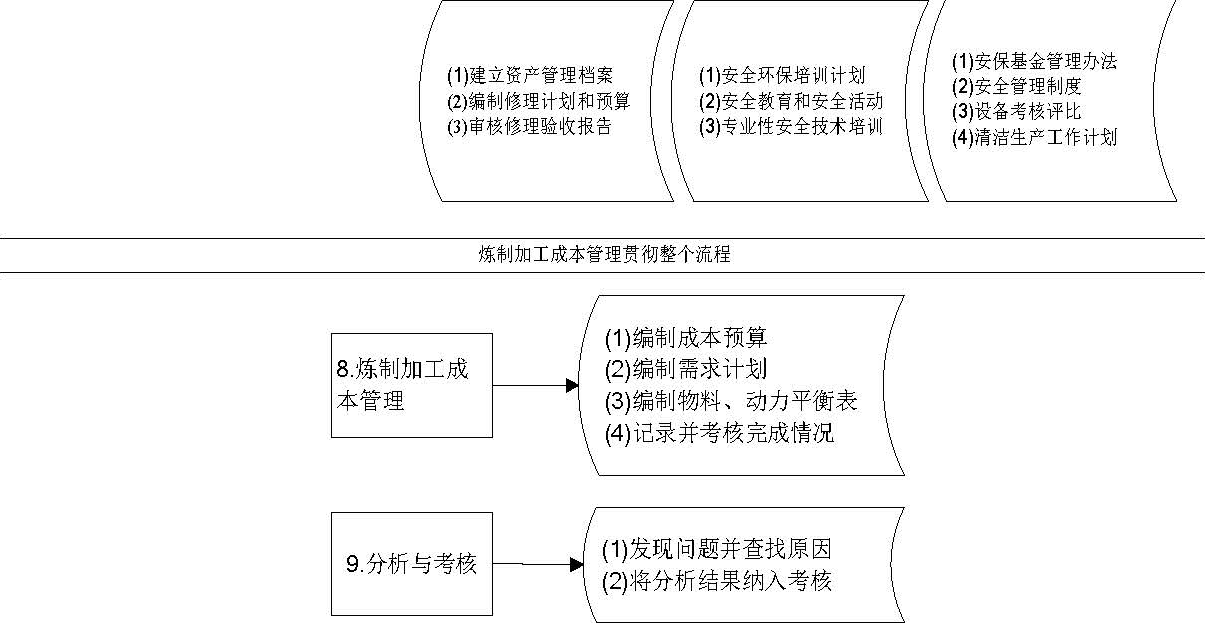 (1)建立资产管理档案
(2)编制修理计划和预算
(3)审核修理验收报告
(1)安全环保培训计划
(2)安全教育和安全活动
(3)专业性安全技术培训
(1)安保基金管理办法
(2)安全管理制度
(3)设备考核评比
(4)清洁生产工作计划
炼制加工成本管理贯彻整个流程
8.炼制加工成
本管理
(1)编制成本预算
(2)编制需求计划
(3)编制物料、动力平衡表
(4)记录并考核完成情况
9.分析与考核
(1)发现问题并查找原因
(2)将分析结果纳入考核